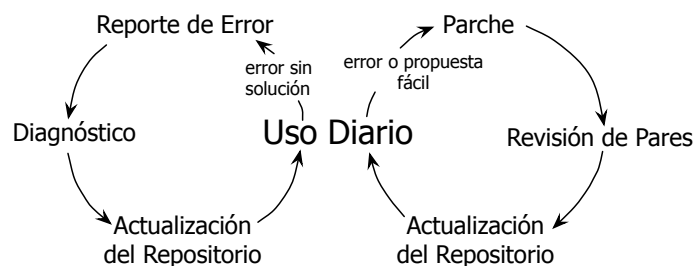 Reporte de Error
Parche
error sin
solución
error o propuesta
fácil
Diagnóstico
Uso Diario
Revisión de Pares
Actualización
del Repositorio
Actualización
del Repositorio